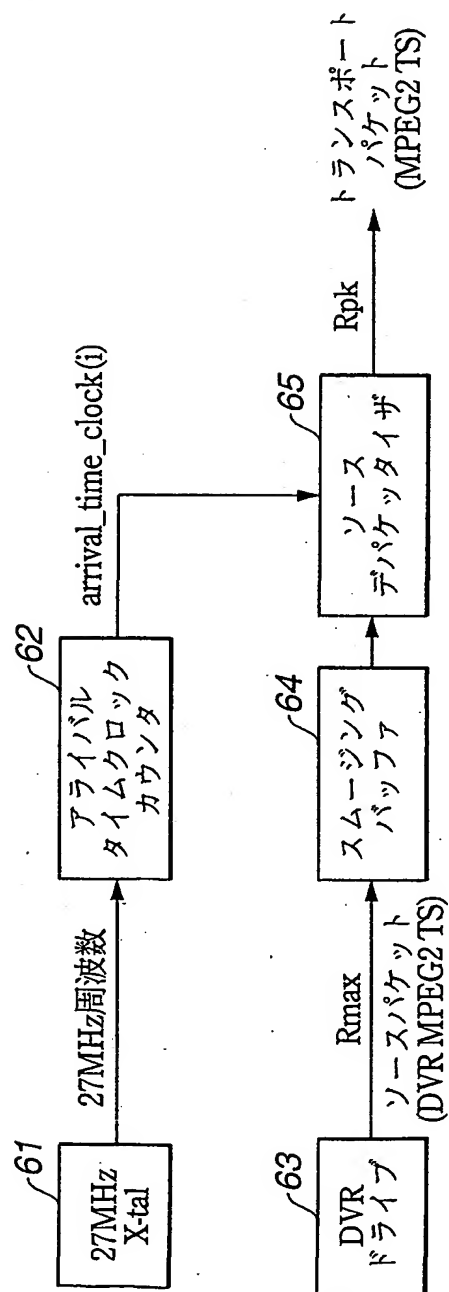 61
27MHz
X-tal
27MHz周波数
62
アライバル
タイムクロック
カウンタ
arrival_time_clock(i)
63
DVR
ドライブ
Rmax
ソースパケット
(DVR MPEG2 TS)
64
スムージング
バッファ
65
ソース
デパケッタイザ
Rpk
トランスポート
パケット
(MPEG2 TS)